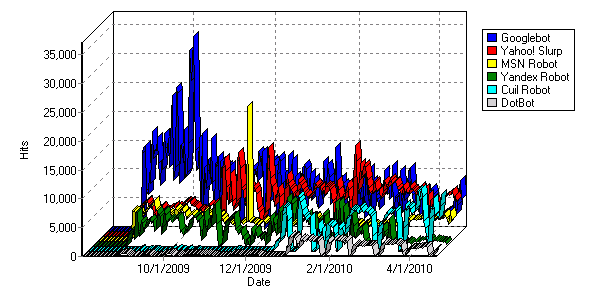 35,000
30,000
25,000
20,000
15,000
10,000
5,000
0
Hits
10/1/2009
12/1/2009
2/1/2010
4/1/2010
Date
Googlebot
Yahoo! Slurp
MSN Robot
Yandex Robot
Cuil Robot
DotBot